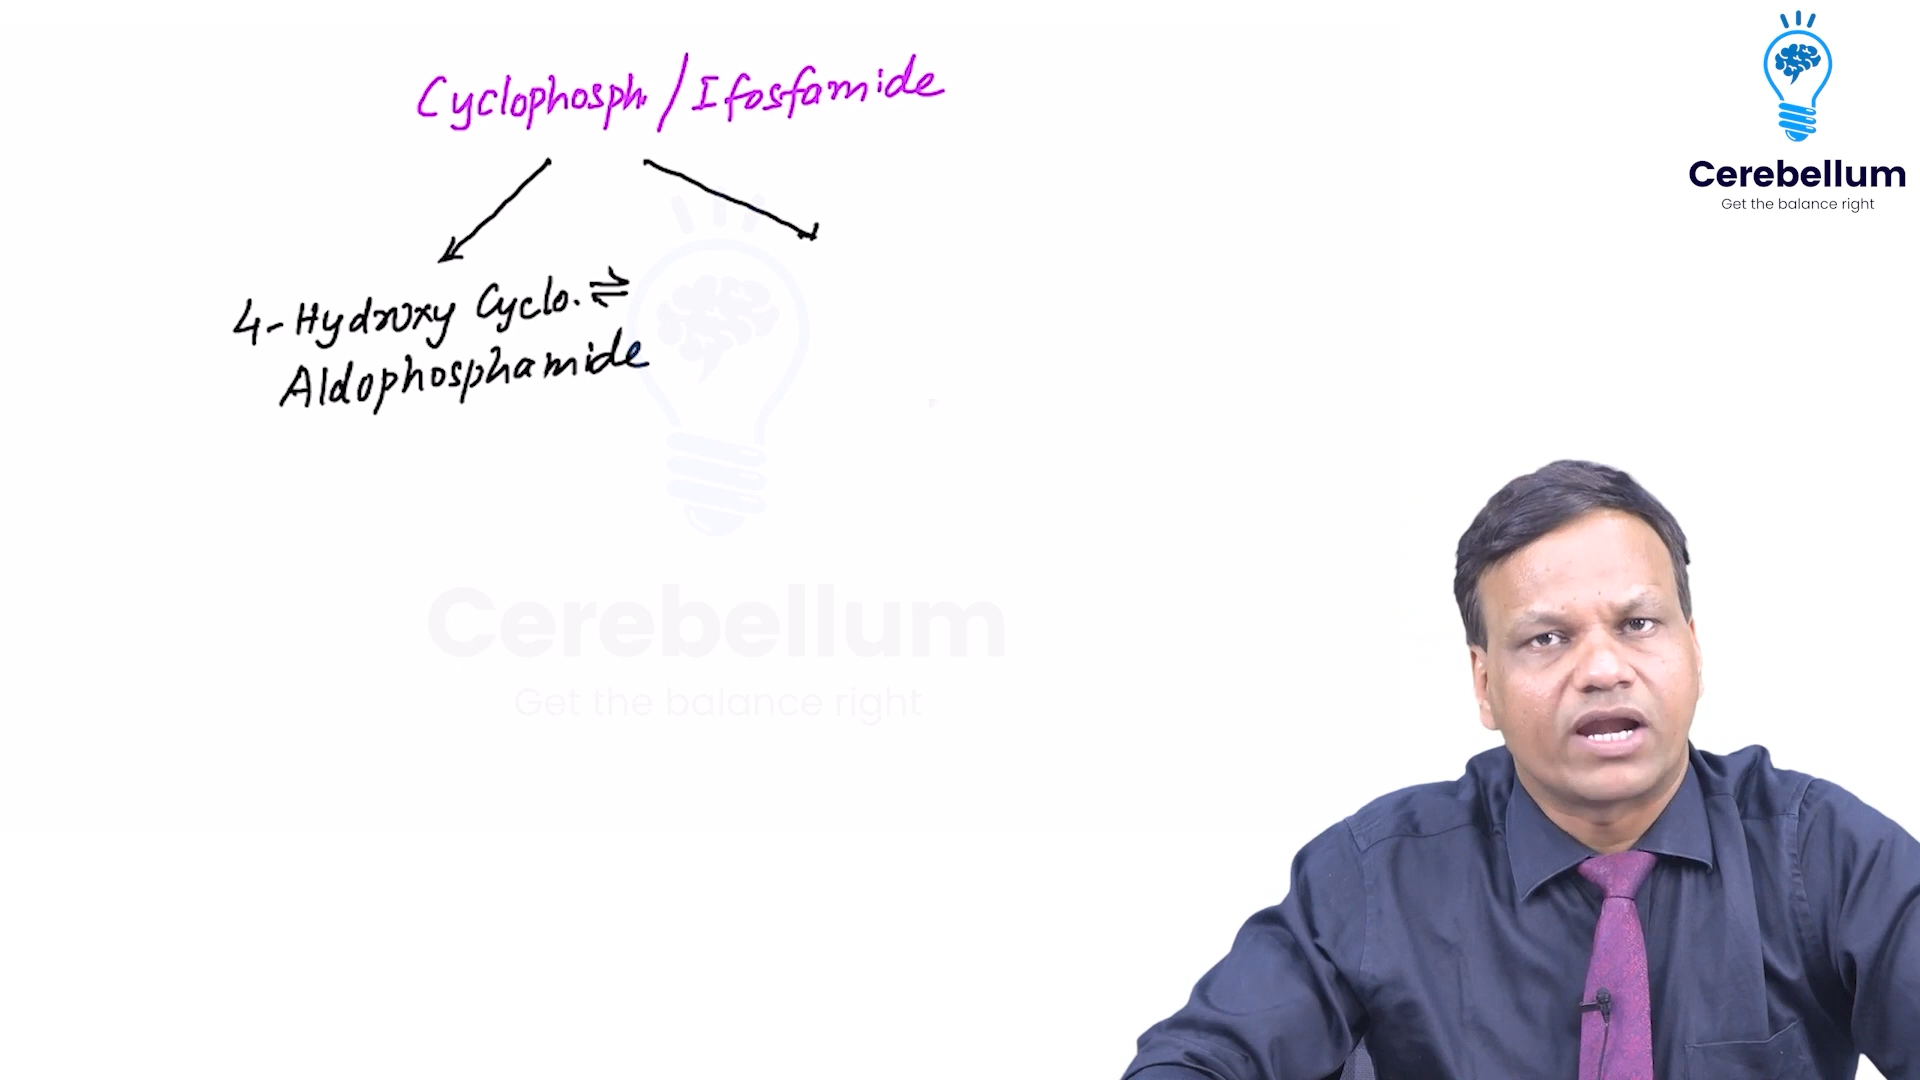 Cyclophosph. / Ifosfamide
4-Hydroxy Cyclo. ⇌
Aldophosphamide
Cerebellum
Get the balance right
Cerebellum
Get the balance right